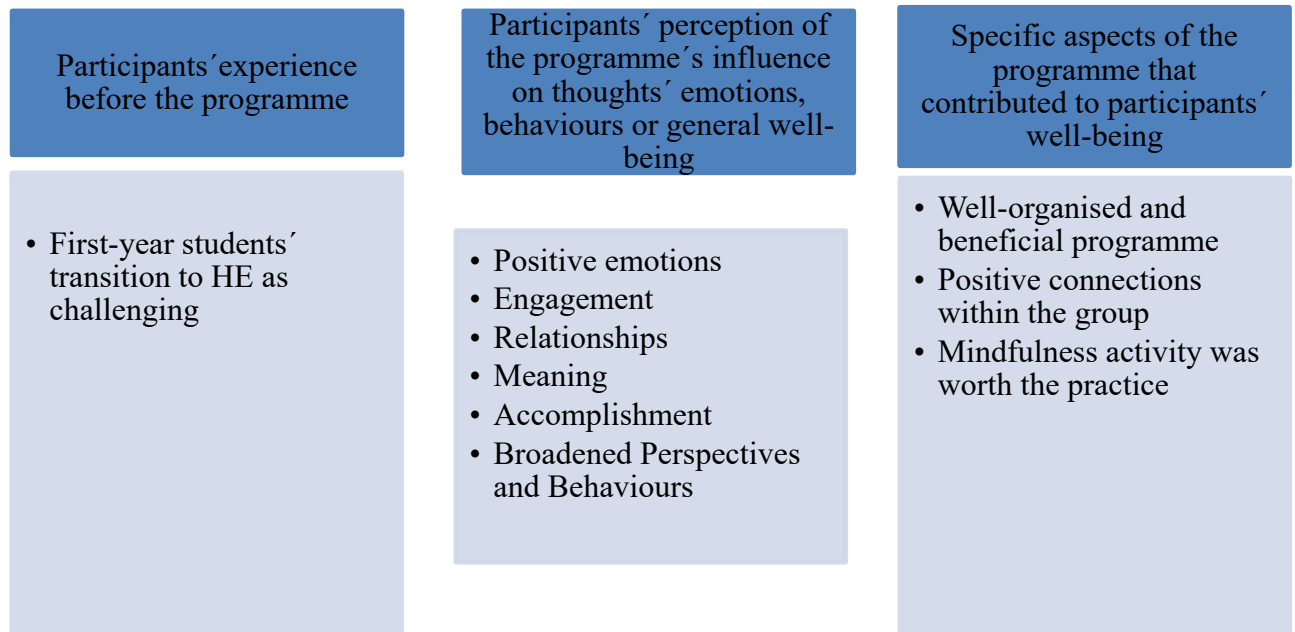 Participants´experience
before the programme
• First-year students´
transition to HE as
challenging
Participants´ perception of
the programme´s influence
on thoughts´ emotions,
behaviours or general well-
being
• Positive emotions
• Engagement
• Relationships
• Meaning
• Accomplishment
• Broadened Perspectives
and Behaviours
Specific aspects of the
programme that
contributed to participants´
well-being
• Well-organised and
beneficial programme
• Positive connections
within the group
• Mindfulness activity was
worth the practice